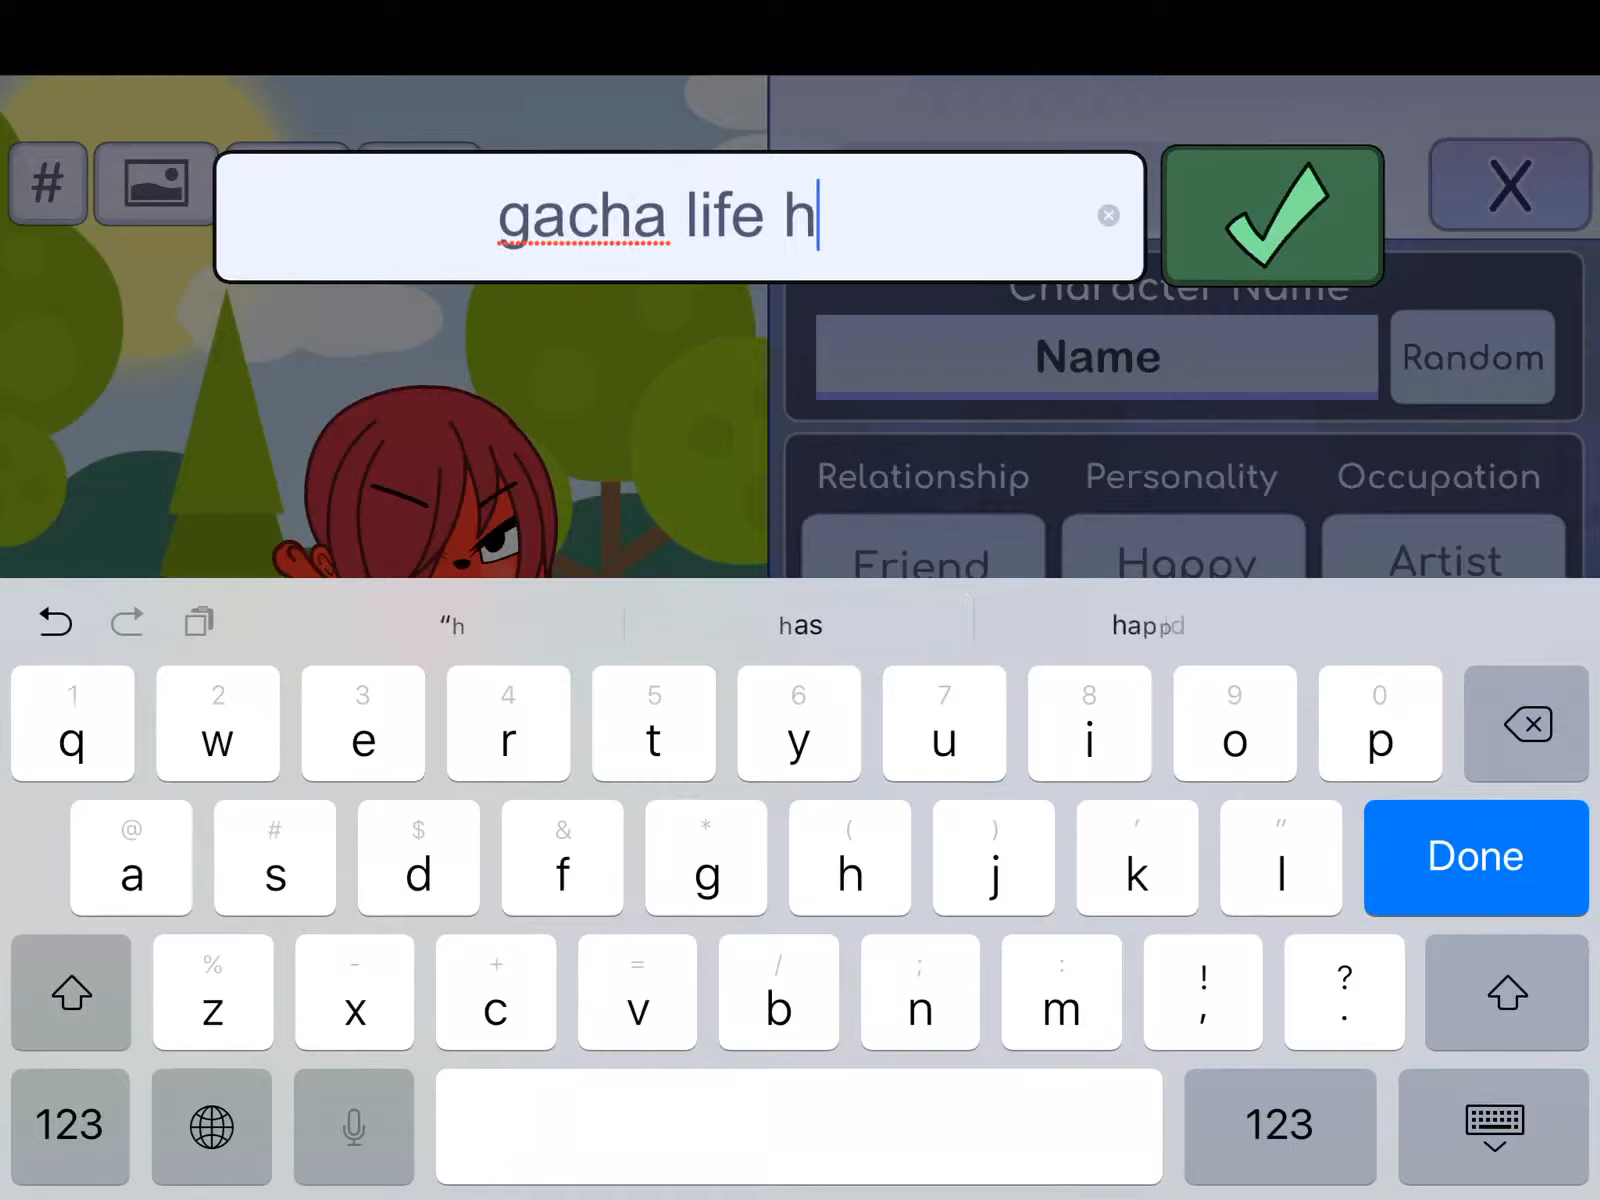 #
gacha life h
X
Character Name
Name
Random
Relationship Personality Occupation
Friend Happy Artist
“h has
1 2 3 4 5 6 7 8 9 0
q w e r t y u i o p
@ # $ & * ( ) ' "
a s d f g h j k l Done
% - + = / ; : ! ?
z x c v b n m , .
123 123